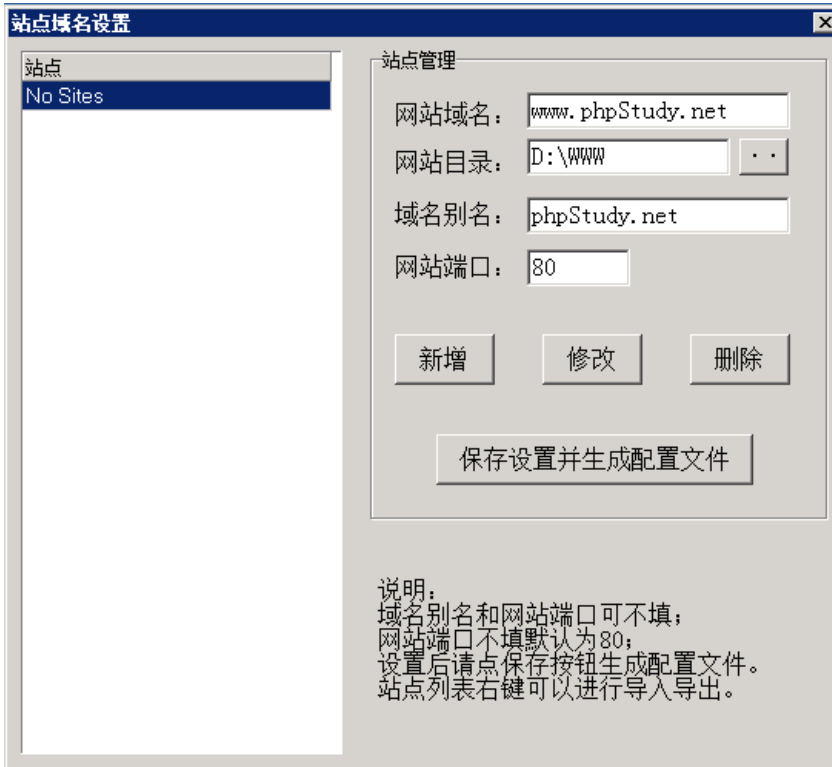 站点域名设置
站点
No Sites
站点管理
网站域名：
www.phpStudy.net
网站目录：
D:\WWW
..
域名别名：
phpStudy.net
网站端口：
80
新增
修改
删除
保存设置并生成配置文件
说明：
域名别名和网站端口可不填；
网站端口不填默认为80；
设置后请点保存按钮生成配置文件。
站点列表右键可以进行导入导出。